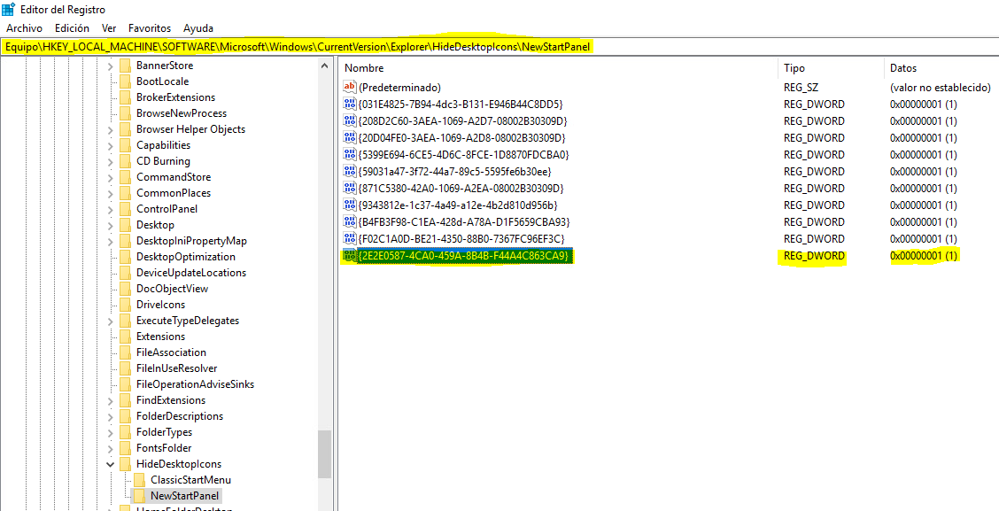 Editor del Registro
Archivo Edición Ver Favoritos Ayuda
Equipo\HKEY_LOCAL_MACHINE\SOFTWARE\Microsoft\Windows\CurrentVersion\Explorer\HideDesktopIcons\NewStartPanel
BannerStore
BootLocale
BrokerExtensions
BrowseNewProcess
Browser Helper Objects
Capabilities
CD Burning
CommandStore
CommonPlaces
ControlPanel
Desktop
DesktopIniPropertyMap
DesktopOptimization
DeviceUpdateLocations
DocObjectView
DriveIcons
ExecuteTypeDelegates
Extensions
FileAssociation
FileInUseResolver
FileOperationAdviseSinks
FindExtensions
FolderDescriptions
FolderTypes
FontsFolder
HideDesktopIcons
ClassicStartMenu
NewStartPanel
HomeFolderDesktop
Nombre Tipo Datos
(Predeterminado) REG_SZ (valor no establecido)
{031E4825-7B94-4dc3-B131-E946B44C8DD5} REG_DWORD 0x00000001 (1)
{208D2C60-3AEA-1069-A2D7-08002B30309D} REG_DWORD 0x00000001 (1)
{20D04FE0-3AEA-1069-A2D8-08002B30309D} REG_DWORD 0x00000001 (1)
{5399E694-6CE5-4D6C-8FCE-1D8870FDCBA0} REG_DWORD 0x00000001 (1)
{59031a47-3f72-44a7-89c5-5595fe6b30ee} REG_DWORD 0x00000001 (1)
{871C5380-42A0-1069-A2EA-08002B30309D} REG_DWORD 0x00000001 (1)
{9343812e-1c37-4a49-a12e-4b2d810d956b} REG_DWORD 0x00000001 (1)
{B4FB3F98-C1EA-428d-A78A-D1F5659CBA93} REG_DWORD 0x00000001 (1)
{F02C1A0D-BE21-4350-88B0-7367FC96EF3C} REG_DWORD 0x00000001 (1)
{2E2E0587-4CA0-459A-8B4B-F44A4C863CA9} REG_DWORD 0x00000001 (1)